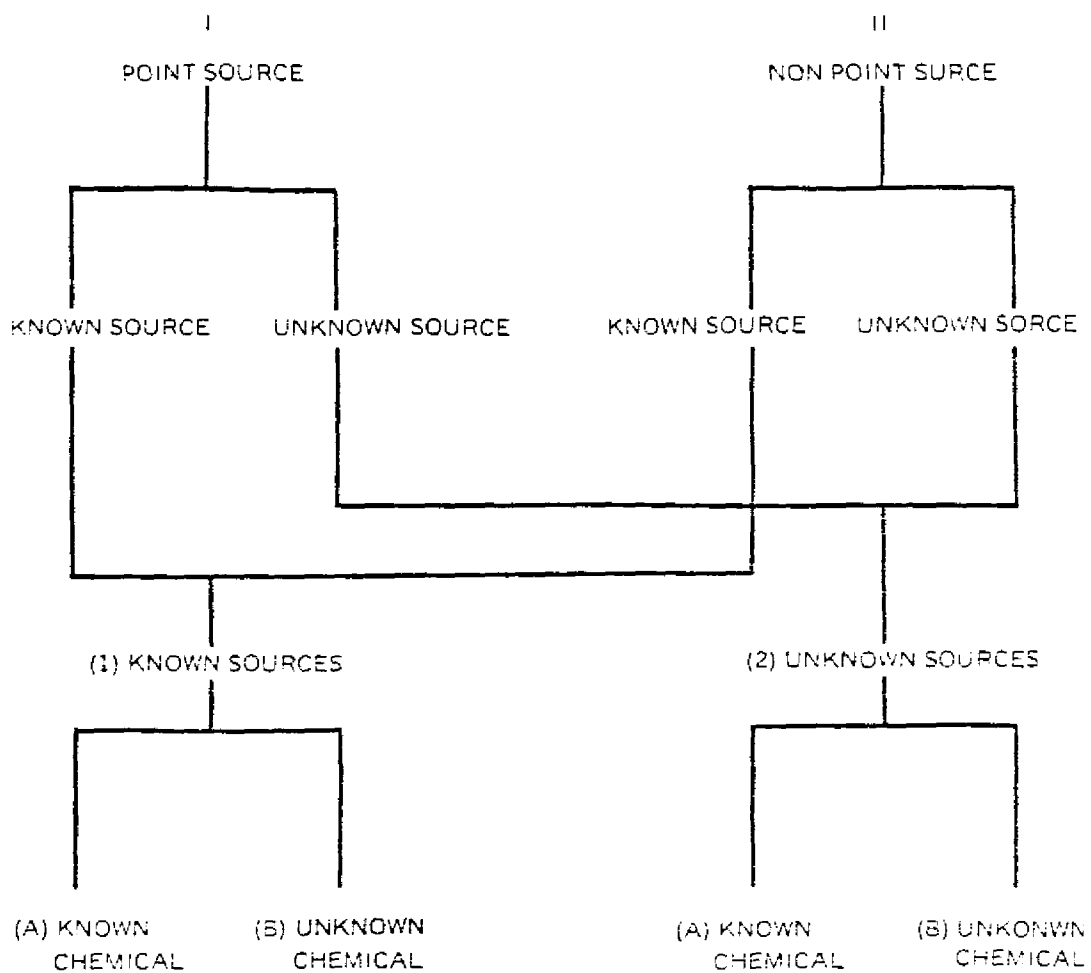 I
II
POINT SOURCE
NON POINT SURCE
KNOWN SOURCE
UNKNOWN SOURCE
KNOWN SOURCE
UNKNOWN SORCE
(1) KNOWN SOURCES
(2) UNKNOWN SOURCES
(A) KNOWN
CHEMICAL
(B) UNKNOWN
CHEMICAL
(A) KNOWN
CHEMICAL
(B) UNKONWN
CHEMICAL